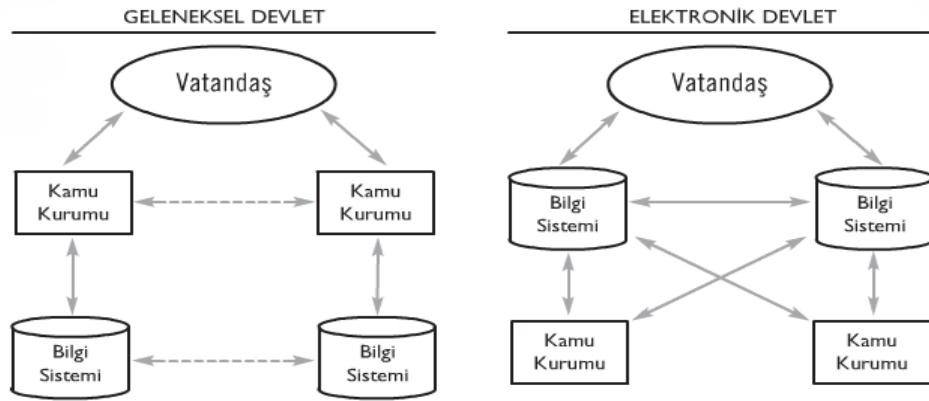 GELENEKSEL DEVLET
Vatandaş
Kamu
Kurumu
Kamu
Kurumu
Bilgi
Sistemi
Bilgi
Sistemi
ELEKTRONİK DEVLET
Vatandaş
Bilgi
Sistemi
Bilgi
Sistemi
Kamu
Kurumu
Kamu
Kurumu